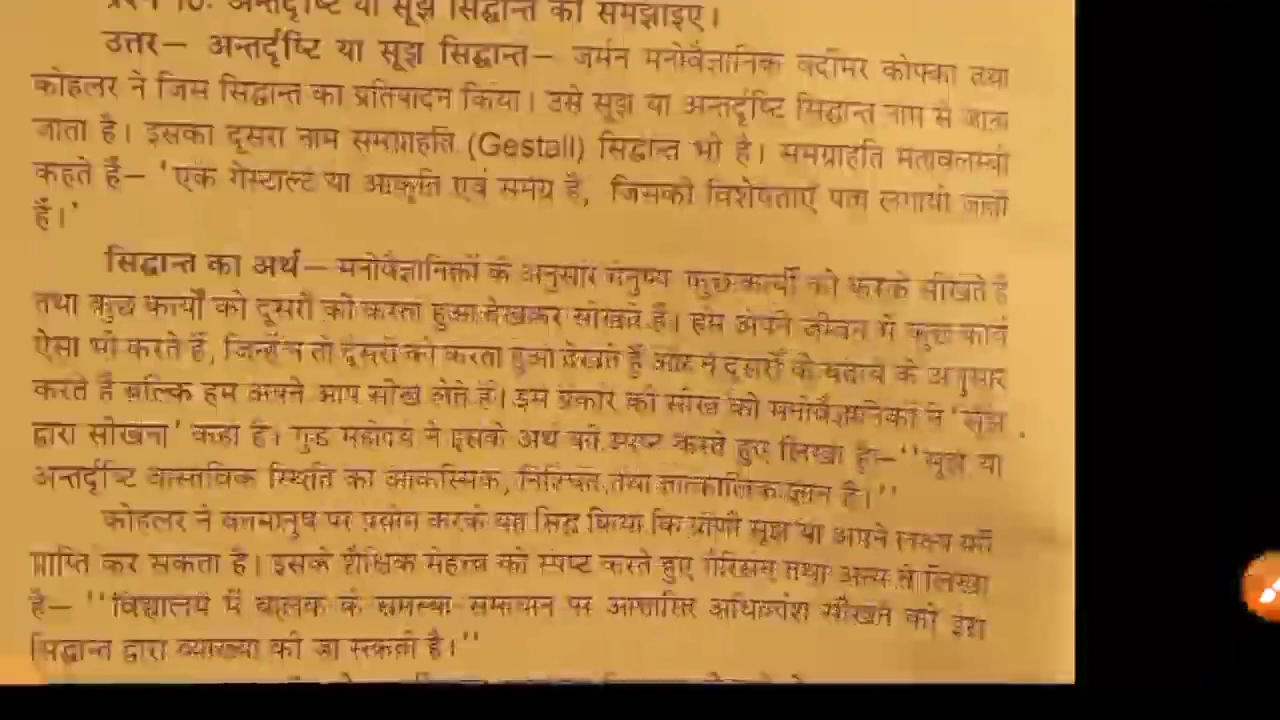 प्रश्न 10. अन्तर्दृष्टि या सूझ सिद्धान्त को समझाइए।
उत्तर– अन्तर्दृष्टि या सूझ सिद्धान्त– जर्मन मनोवैज्ञानिक वर्दीमर कोफ्का तथा
कोहलर ने जिस सिद्धान्त का प्रतिपादन किया। उसे सूझ या अन्तर्दृष्टि सिद्धान्त नाम से जाना
जाता है। इसका दूसरा नाम (Gestall) सिद्धान्त भी है। मतावलम्बी
कहते हैं– 'एक गेस्टाल्ट या आकृति एवं समग्र है, जिसकी विशेषताएँ पता लगायी जाती
हैं।'
सिद्धान्त का अर्थ– मनोवैज्ञानिकों के अनुसार मनुष्य कुछ कार्यों को करके सीखते हैं
तथा कुछ कार्यों को दूसरों को करता हुआ देखकर सीखते हैं। हम अपने जीवन में कुछ कार्य
ऐसा भी करते हैं, जिन्हें न तो दूसरों को करता हुआ देखते हैं और न दूसरों के बताव के अनुसार
करते हैं बल्कि हम अपने आप सीख लेते हैं। इस प्रकार की सीख को मनोवैज्ञानिकों ने 'सूझ
द्वारा सीखना' कहा है। गुड महोदय ने इसके अर्थ को स्पष्ट करते हुए लिखा है–''सूझ या
अन्तर्दृष्टि वास्तविक स्थिति का आकस्मिक, निश्चित तथा तात्कालिक ज्ञान है।''
कोहलर ने वनमानुष पर प्रयोग करके यह सिद्ध किया कि प्राणी सूझ या अपने लक्ष्य की
प्राप्ति कर सकता है। इसके शैक्षिक महत्त्व को स्पष्ट करते हुए गैरिसन तथा अन्य ने लिखा
है– ''विद्यालय में बालक के समस्या समाधान पर आधारित अधिकांश सीखने की इस
सिद्धान्त द्वारा व्याख्या की जा सकती है।''